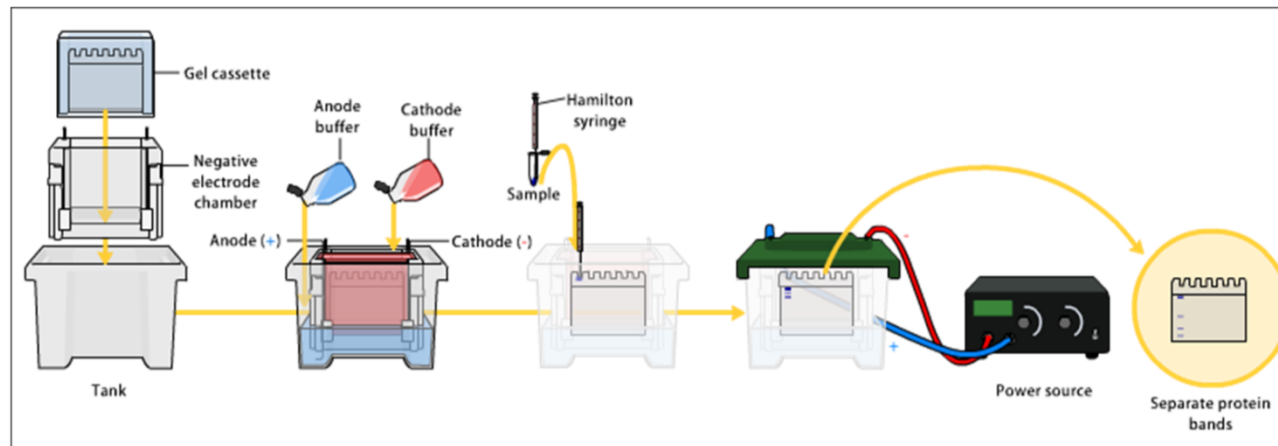 Gel cassette
Negative
electrode
chamber
Tank
Anode
buffer
Cathode
buffer
Anode (+)
Cathode (-)
Hamilton
syringe
Sample
-
+
Power source
Separate protein
bands